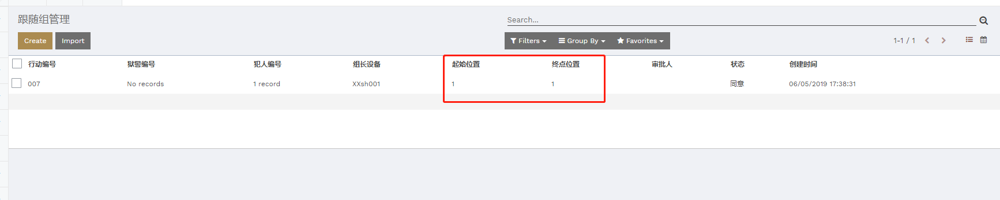 跟随组管理
Search...
Create Import Filters Group By Favorites 1-1 / 1
行动编号 狱警编号 犯人编号 组长设备 起始位置 终点位置 审批人 状态 创建时间
007 No records 1 record XXsh001 1 1 同意 06/05/2019 17:38:31